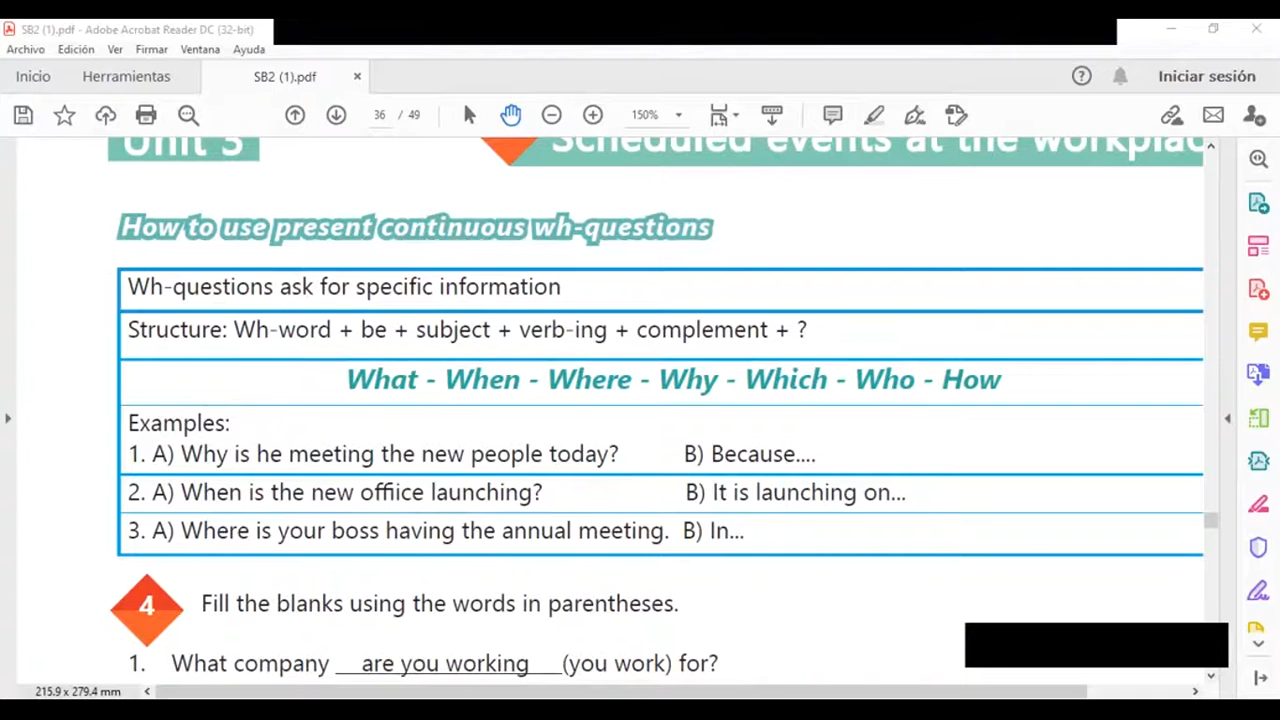 SB2 (1).pdf - Adobe Acrobat Reader DC (32-bit)
Archivo Edición Ver Firmar Ventana Ayuda
Inicio Herramientas SB2 (1).pdf × Iniciar sesión
36 / 49 150%
Scheduled events at the
How to use present continuous wh-questions
Wh-questions ask for specific information
Structure: Wh-word + be + subject + verb-ing + complement + ?
What - When - Where - Why - Which - Who - How
Examples:
1. A) Why is he meeting the new people today? B) Because....
2. A) When is the new office launching? B) It is launching on...
3. A) Where is your boss having the annual meeting. B) In...
4 Fill the blanks using the words in parentheses.
1. What company __are you working__(you work) for?
215.9 x 279.4 mm